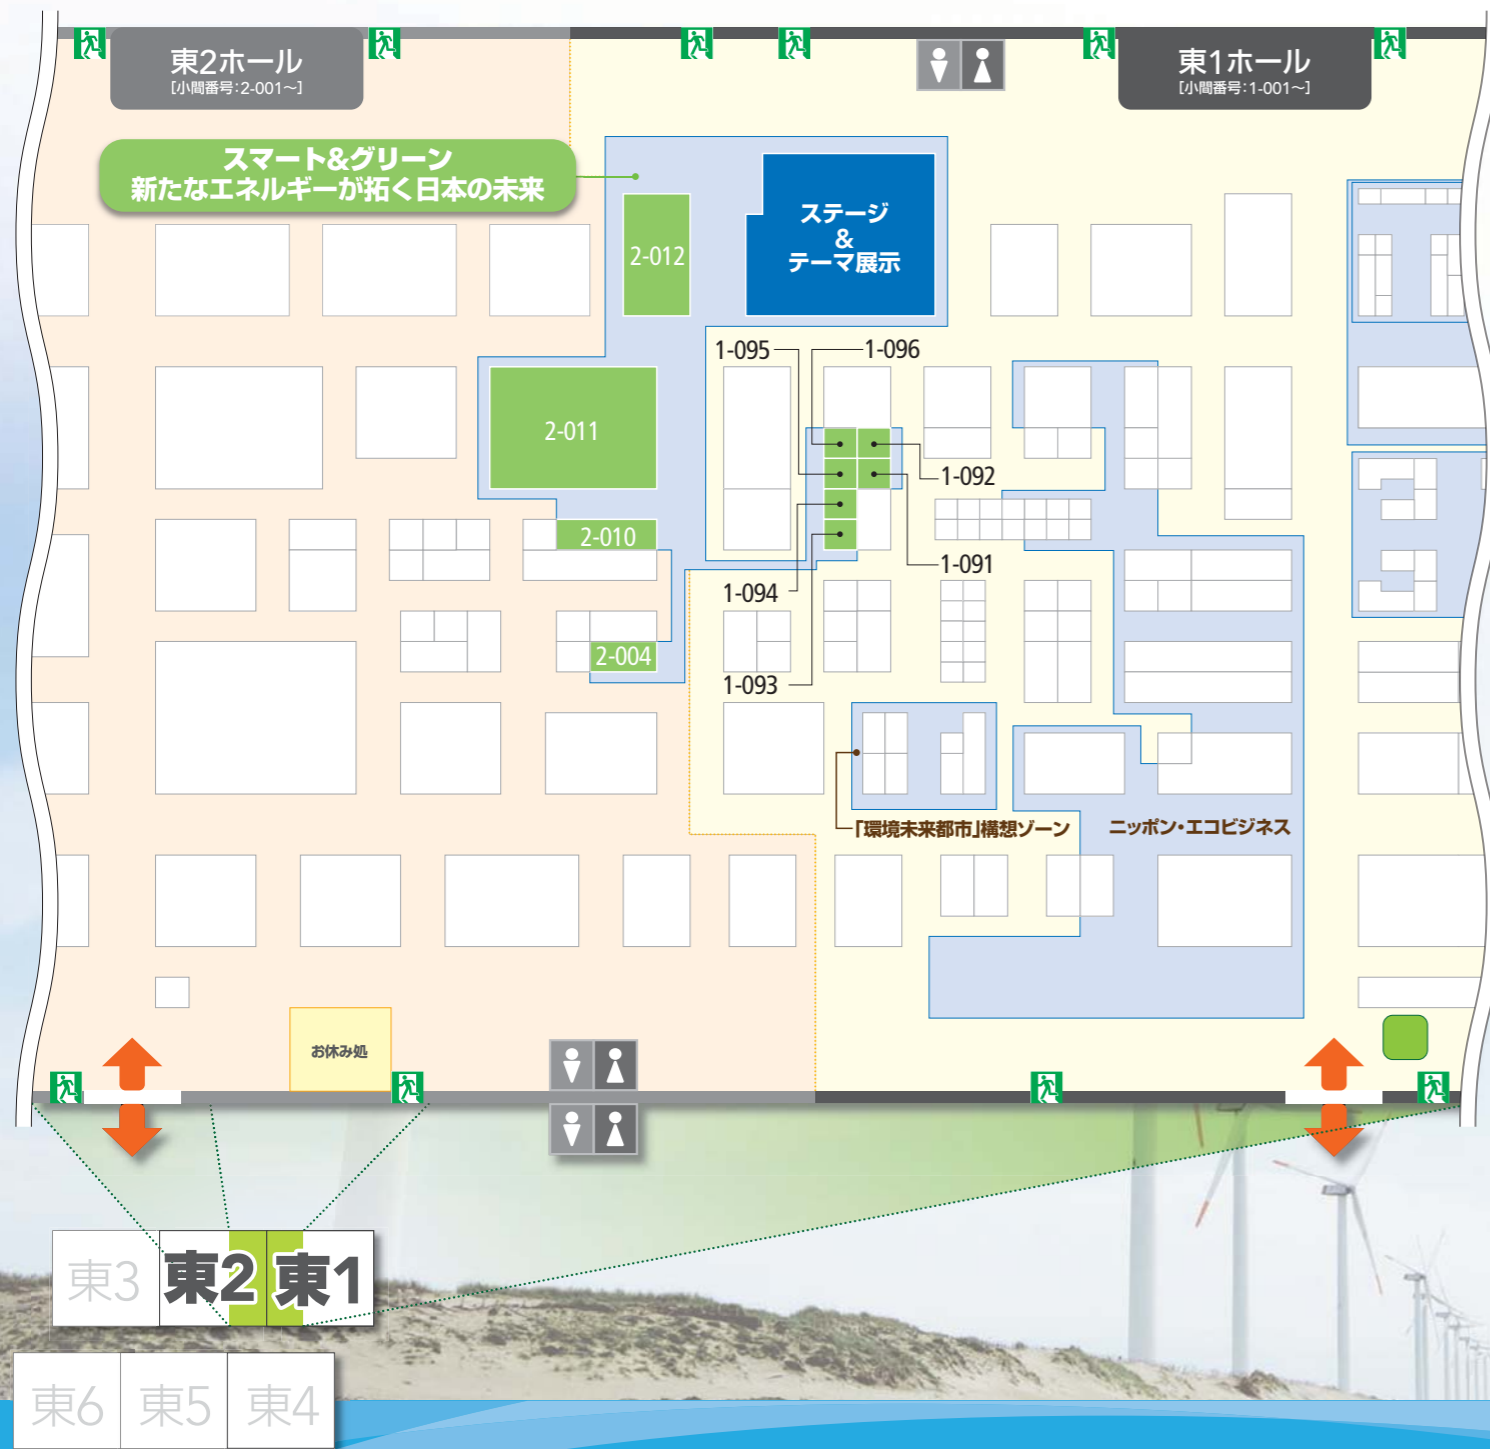 東2ホール
[小間番号:2-001～]
東1ホール
[小間番号:1-001～]
スマート&グリーン
新たなエネルギーが拓く日本の未来
ステージ
&
テーマ展示
2-012
1-095
1-096
2-011
1-092
2-010
1-091
1-094
2-004
1-093
「環境未来都市」構想ゾーン
ニッポン・エコビジネス
お休み処
東3
東2
東1
東6
東5
東4